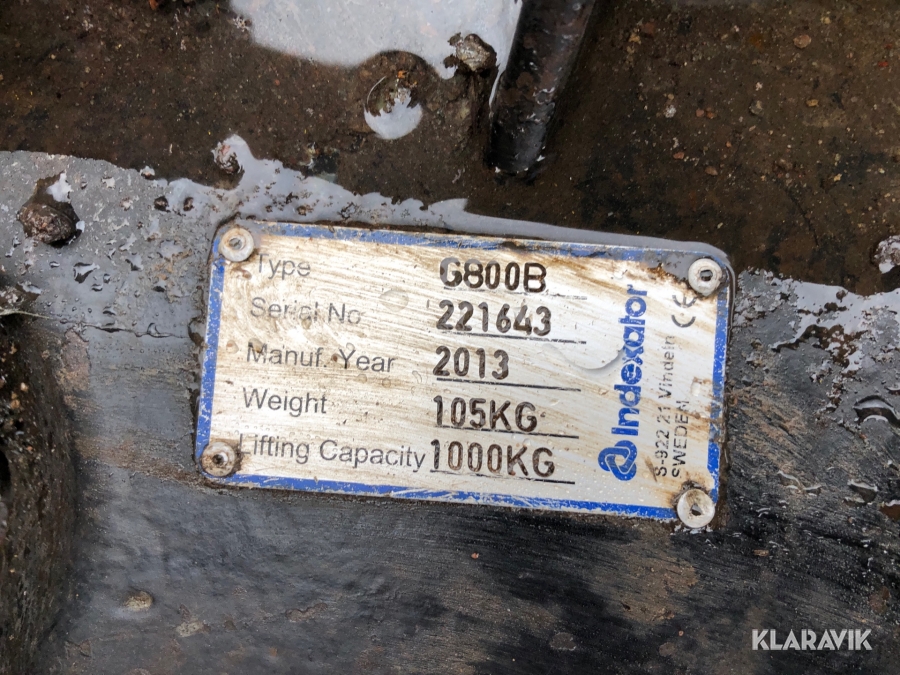 Type G800B
Serial No 221643
Manuf. Year 2013
Weight 105KG
Lifting Capacity 1000KG
Indexator
S-922 21 Vindeln CE
SWEDEN
KLARAVIK